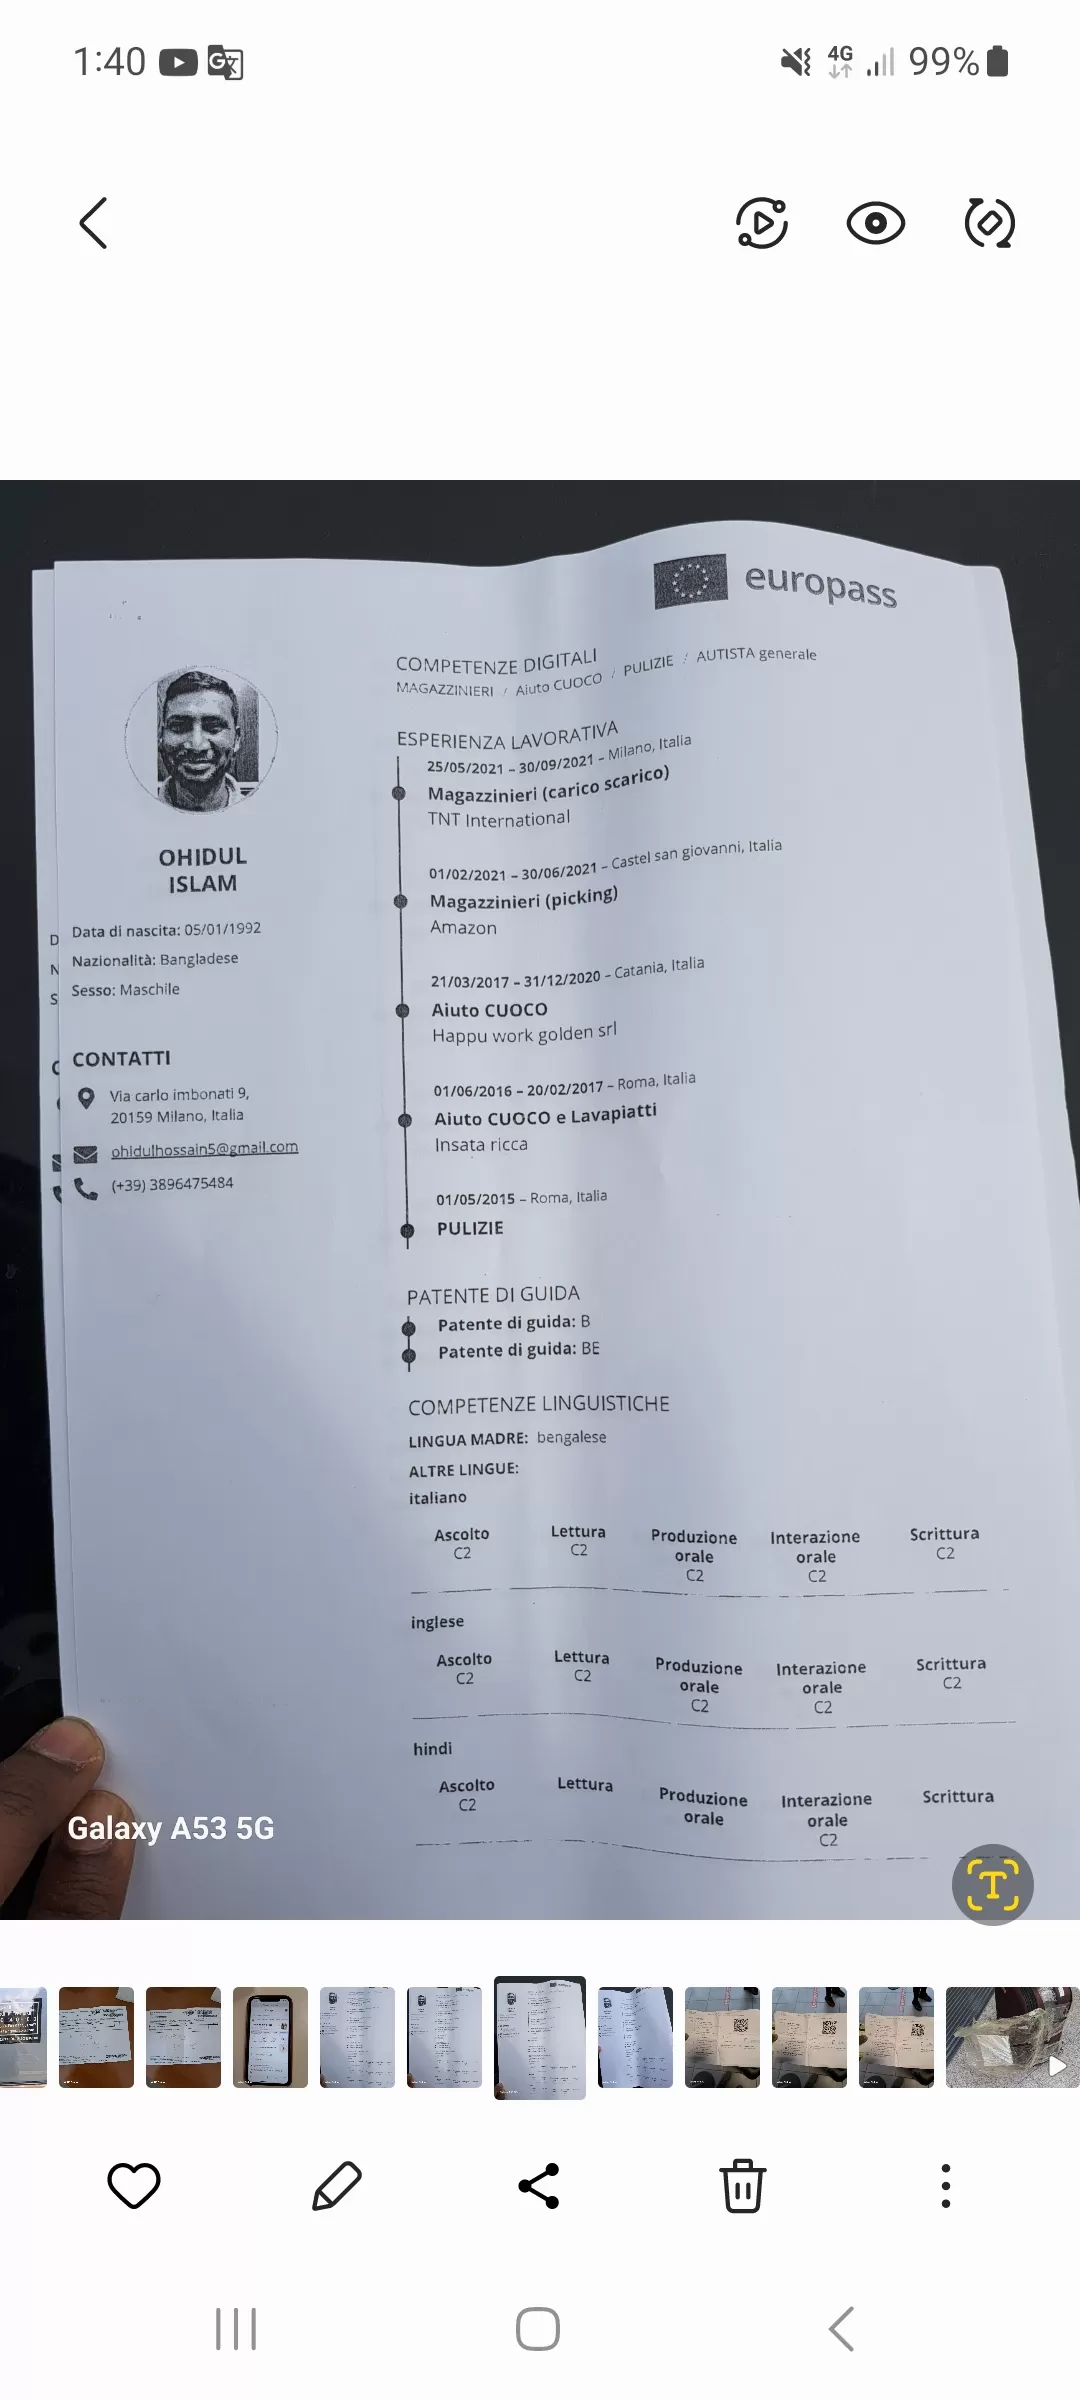 1:40
4G
99%
europass
OHIDUL
ISLAM
Data di nascita: 05/01/1992
Nazionalità: Bangladese
Sesso: Maschile
CONTATTI
Via carlo imbonati 9,
20159 Milano, Italia
ohidulhossain5@gmail.com
(+39) 3896475484
COMPETENZE DIGITALI
MAGAZZINIERI / Aiuto CUOCO / PULIZIE / AUTISTA generale
ESPERIENZA LAVORATIVA
25/05/2021 – 30/09/2021 – Milano, Italia
Magazzinieri (carico scarico)
TNT International
01/02/2021 – 30/06/2021 – Castel san giovanni, Italia
Magazzinieri (picking)
Amazon
21/03/2017 – 31/12/2020 – Catania, Italia
Aiuto CUOCO
Happu work golden srl
01/06/2016 – 20/02/2017 – Roma, Italia
Aiuto CUOCO e Lavapiatti
Insata ricca
01/05/2015 – Roma, Italia
PULIZIE
PATENTE DI GUIDA
Patente di guida: B
Patente di guida: BE
COMPETENZE LINGUISTICHE
LINGUA MADRE: bengalese
ALTRE LINGUE:
italiano
Ascolto Lettura Produzione orale Interazione orale Scrittura
C2 C2 C2 C2 C2
inglese
Ascolto Lettura Produzione orale Interazione orale Scrittura
C2 C2 C2 C2 C2
hindi
Ascolto Lettura Produzione orale Interazione orale Scrittura
C2 C2
Galaxy A53 5G